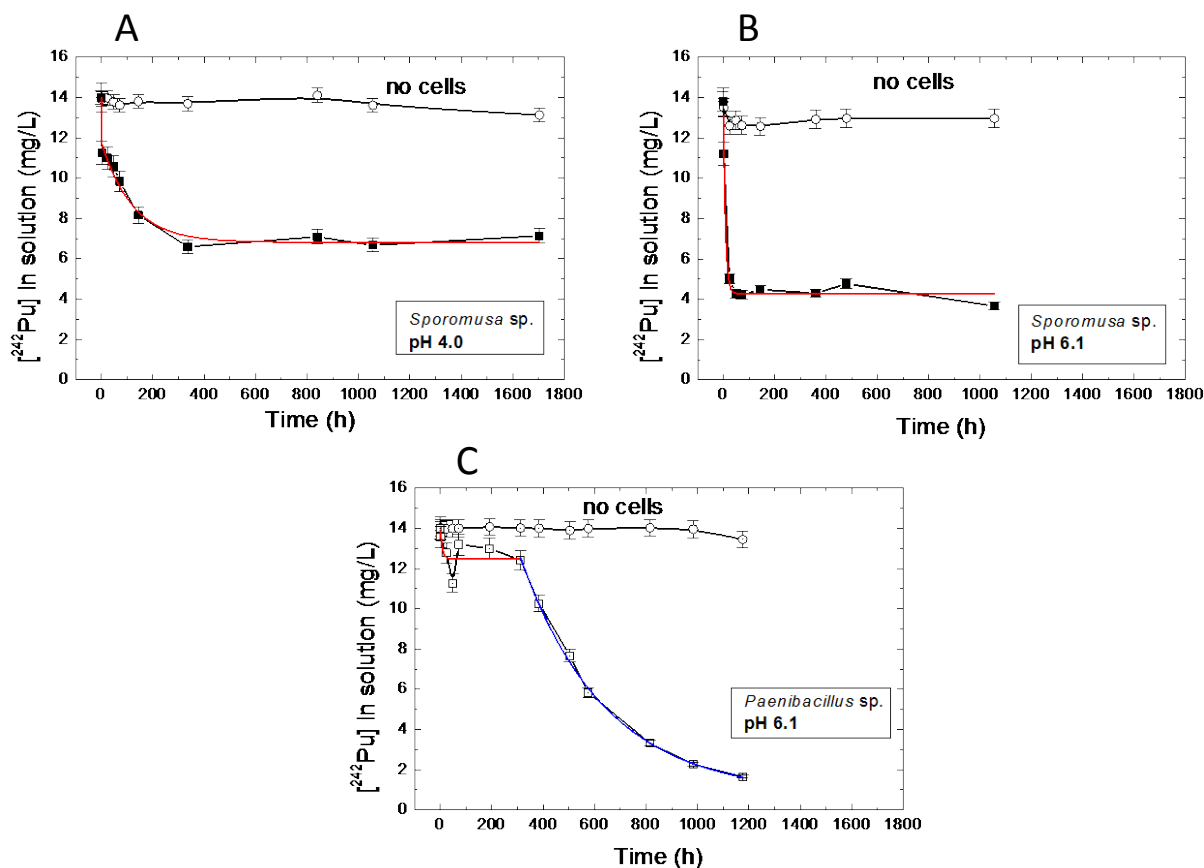 A
[²⁴²Pu] In solution (mg/L)
16
14
12
10
8
6
4
2
0
no cells
Sporomusa sp.
pH 4.0
0 200 400 600 800 1000 1200 1400 1600 1800
Time (h)
B
[²⁴²Pu] In solution (mg/L)
16
14
12
10
8
6
4
2
0
no cells
Sporomusa sp.
pH 6.1
0 200 400 600 800 1000 1200 1400 1600 1800
Time (h)
C
[²⁴²Pu] In solution (mg/L)
16
14
12
10
8
6
4
2
0
no cells
Paenibacillus sp.
pH 6.1
0 200 400 600 800 1000 1200 1400 1600 1800
Time (h)